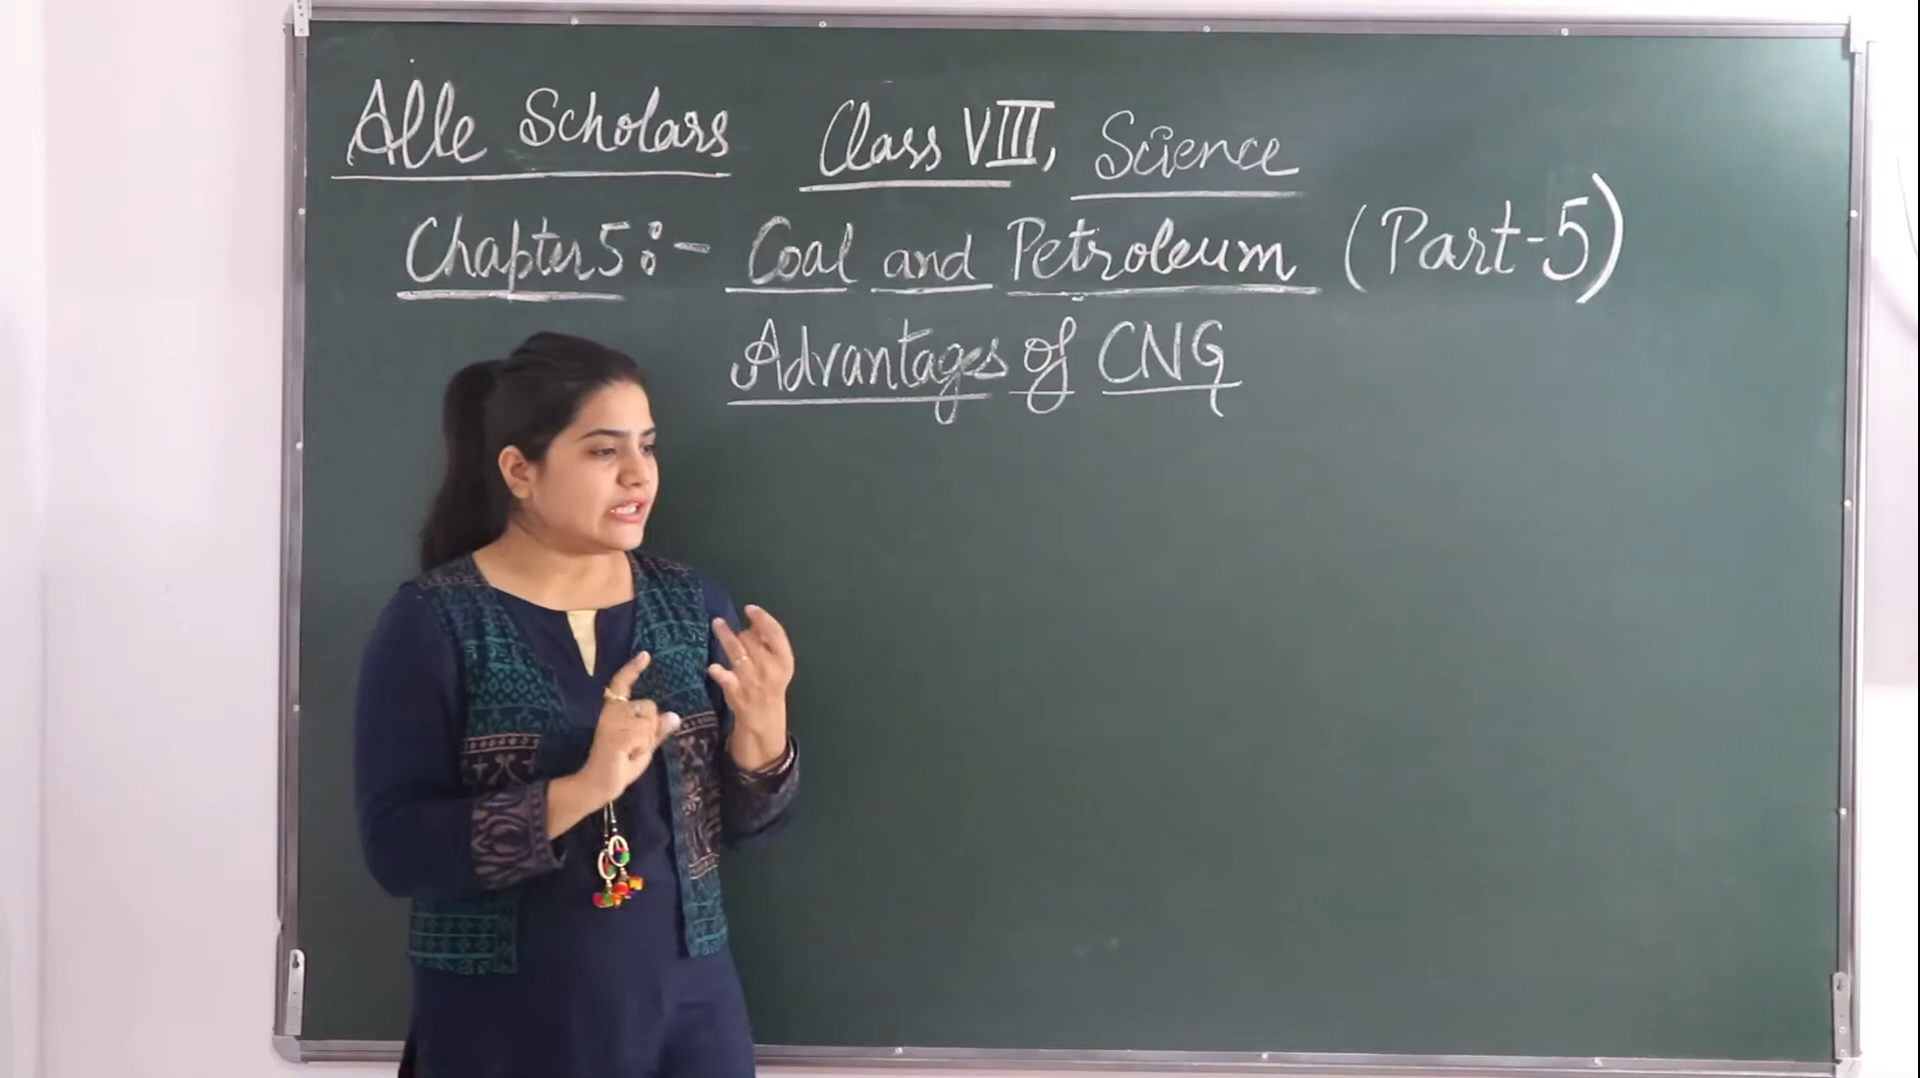 Alle Scholars Class VIII, Science
Chapter 5:- Coal and Petroleum (Part-5)
Advantages of CNG